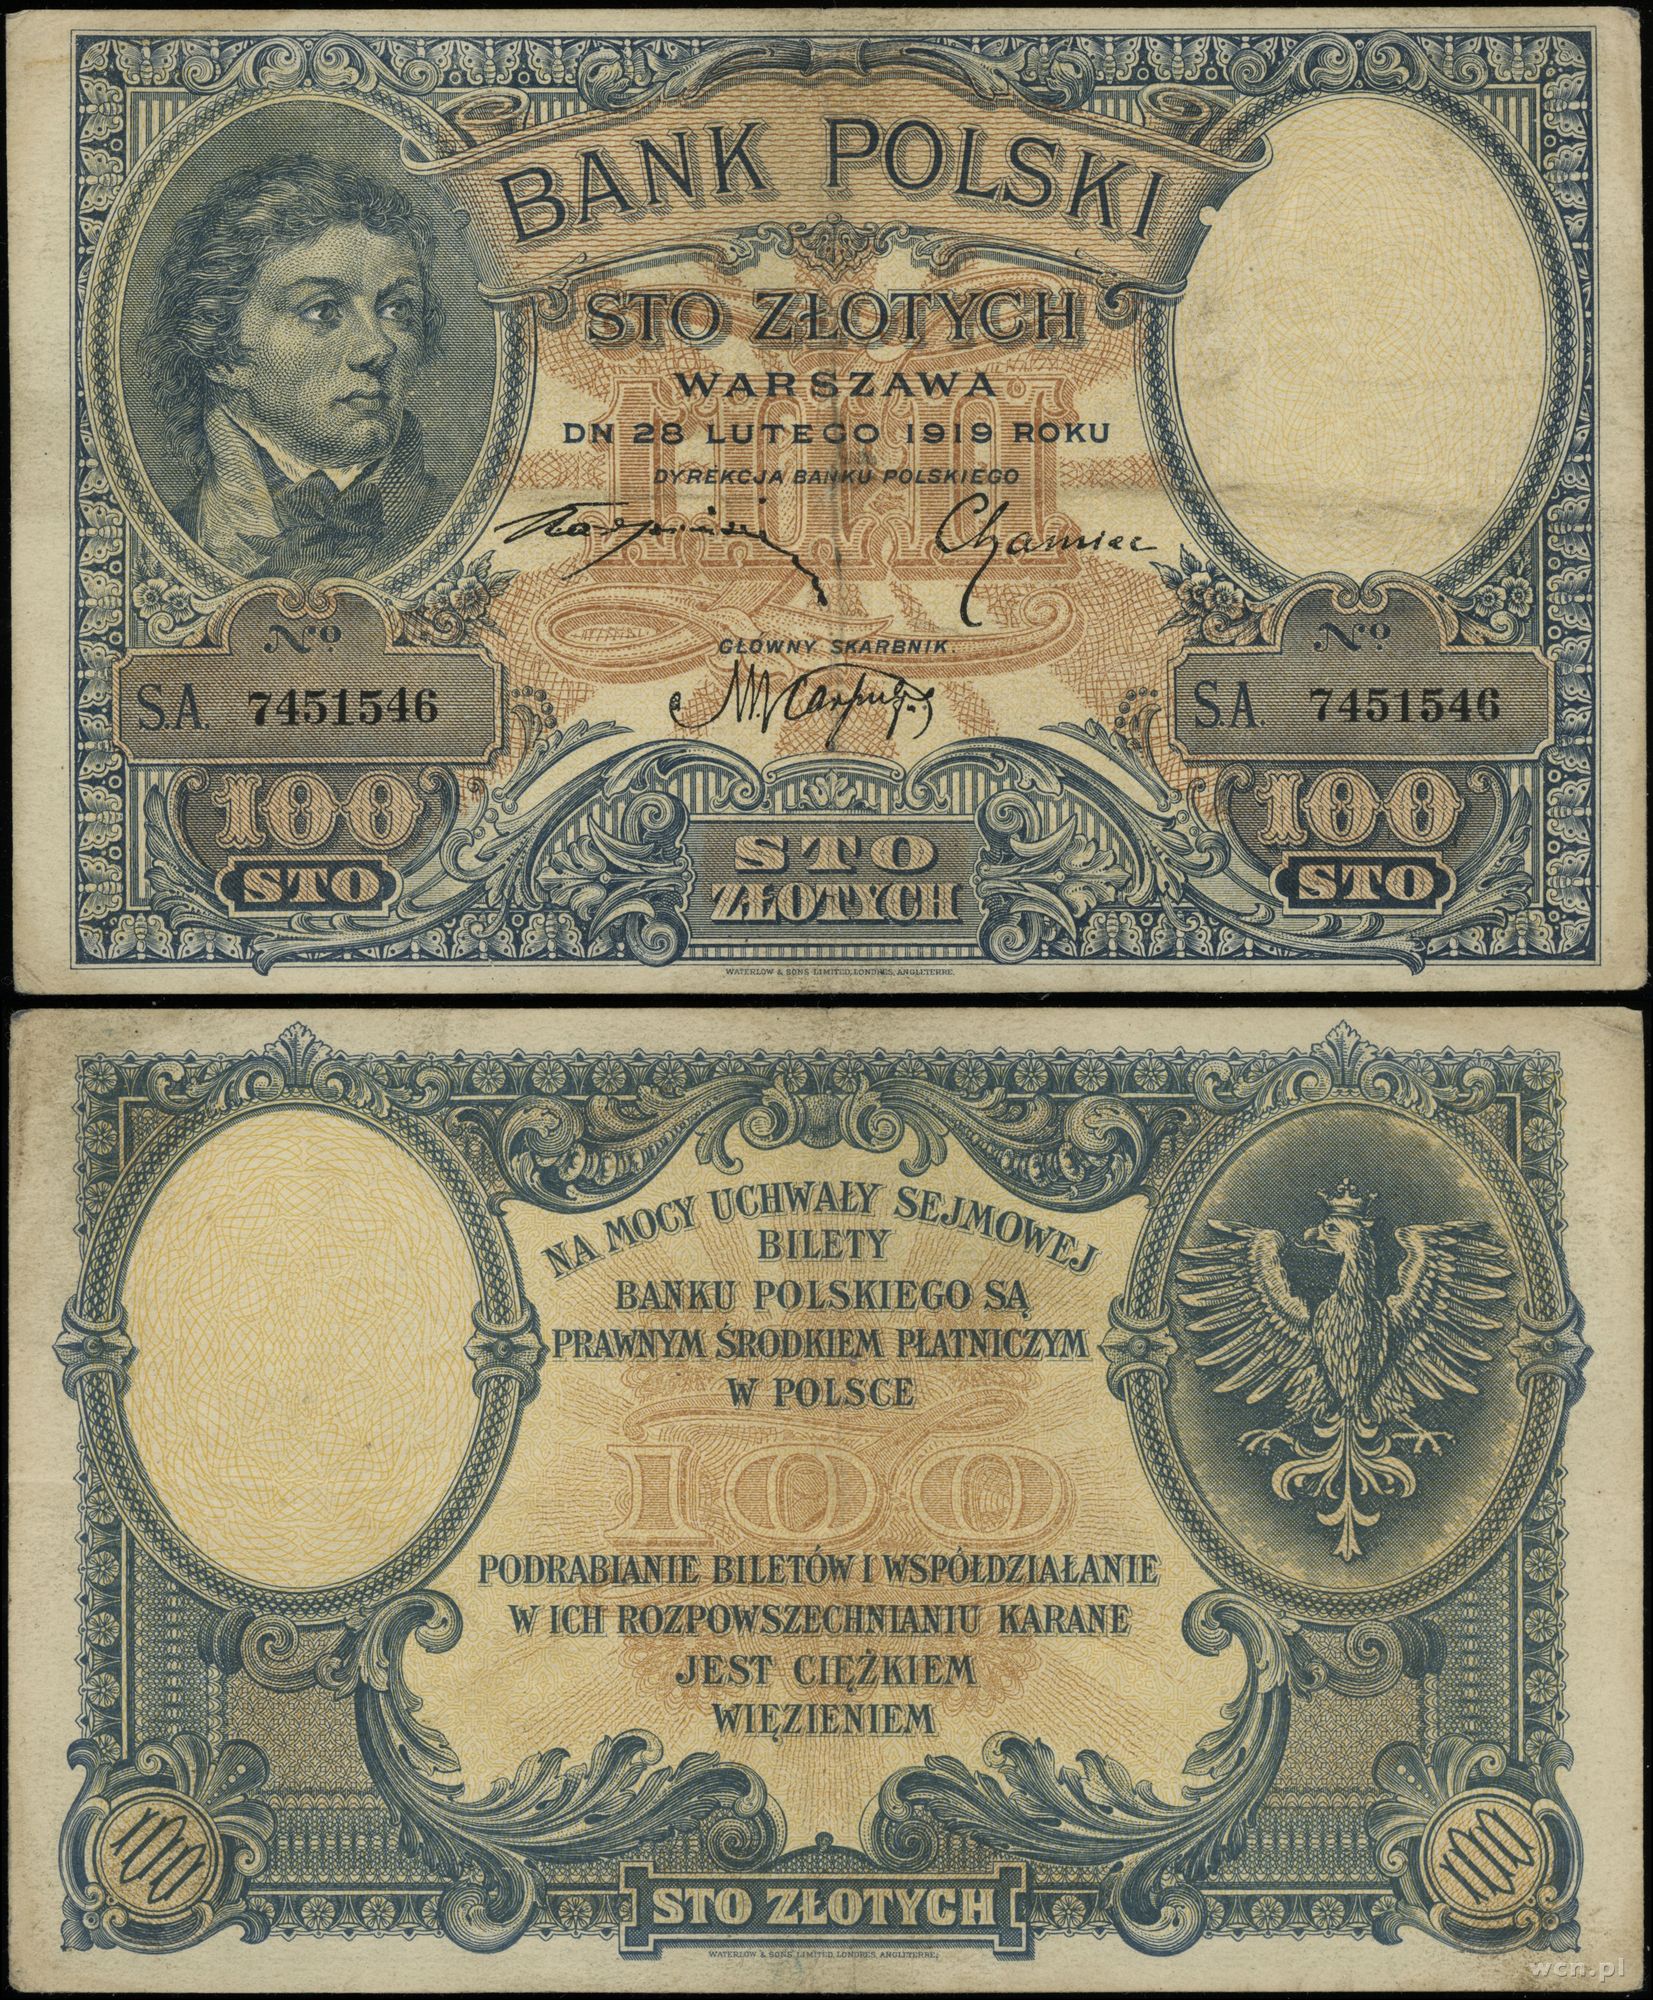 BANK POLSKI
STO ZŁOTYCH
WARSZAWA
DN 28 LUTEGO 1919 ROKU
DYREKCJA BANKU POLSKIEGO
Chamiec
GŁÓWNY SKARBNIK.
No
S.A. 7451546
100
STO
No
S.A. 7451546
100
STO
STO
ZŁOTYCH
WATERLOW & SONS LIMITED, LONDRES, ANGLETERRE.
NA MOCY UCHWAŁY SEJMOWEJ
BILETY
BANKU POLSKIEGO SĄ
PRAWNYM ŚRODKIEM PŁATNICZYM
W POLSCE
100
PODRABIANIE BILETÓW I WSPÓŁDZIAŁANIE
W ICH ROZPOWSZECHNIANIU KARANE
JEST CIĘŻKIEM
WIĘZIENIEM
100
100
STO ZŁOTYCH
WATERLOW & SONS LIMITED, LONDRES, ANGLETERRE.
wcn.pl